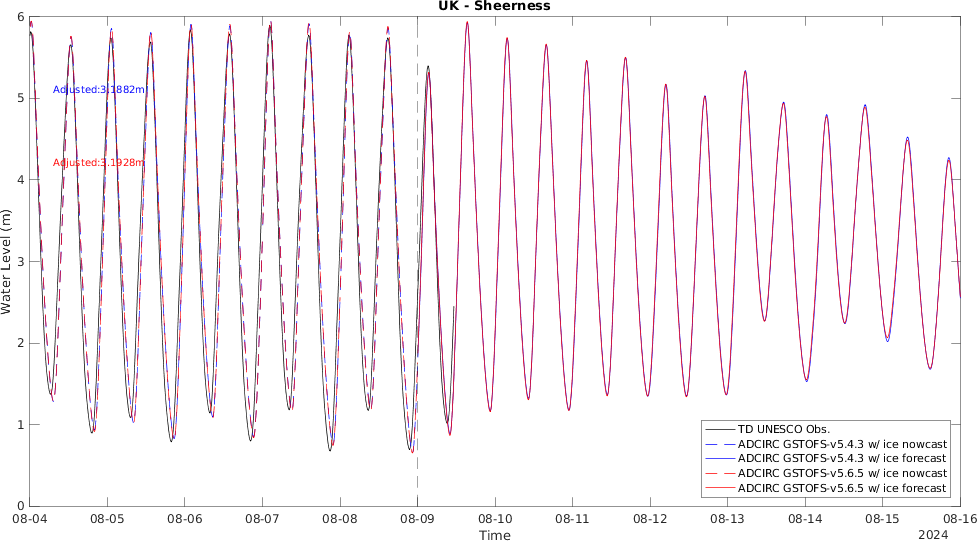 UK - Sheerness
6
5
4
3
2
1
0
Water Level (m)
Adjusted:3.1882m
Adjusted:3.1928m
TD UNESCO Obs.
ADCIRC GSTOFS-v5.4.3 w/ ice nowcast
ADCIRC GSTOFS-v5.4.3 w/ ice forecast
ADCIRC GSTOFS-v5.6.5 w/ ice nowcast
ADCIRC GSTOFS-v5.6.5 w/ ice forecast
08-04 08-05 08-06 08-07 08-08 08-09 08-10 08-11 08-12 08-13 08-14 08-15 08-16
Time
2024